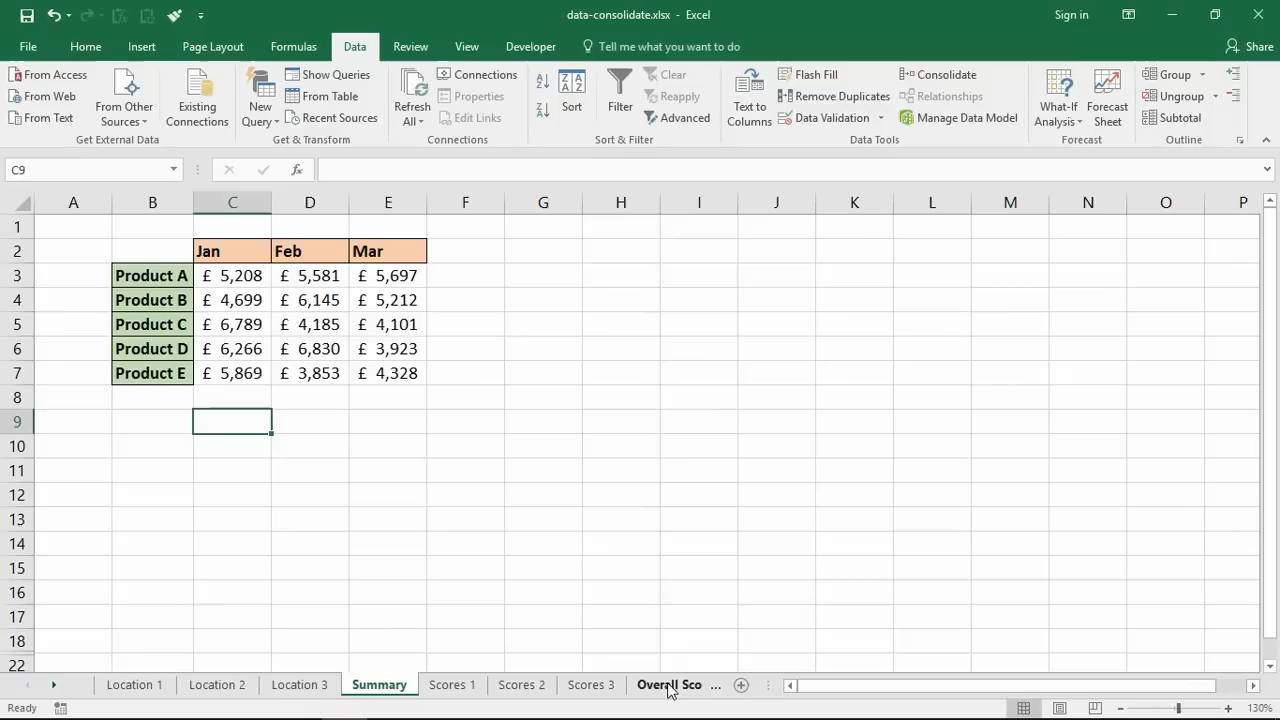 data-consolidate.xlsx - Excel
Sign in
File Home Insert Page Layout Formulas Data Review View Developer Tell me what you want to do Share
From Access
From Web
From Text
From Other Sources
Existing Connections
Get External Data
New Query
Show Queries
From Table
Recent Sources
Get & Transform
Refresh All
Connections
Properties
Edit Links
Connections
Sort
Filter
Clear
Reapply
Advanced
Sort & Filter
Text to Columns
Flash Fill
Remove Duplicates
Data Validation
Consolidate
Relationships
Manage Data Model
Data Tools
What-If Analysis
Forecast Sheet
Forecast
Group
Ungroup
Subtotal
Outline
C9
fx
A B C D E F G H I J K L M N O P
1
2 Jan Feb Mar
3 Product A £ 5,208 £ 5,581 £ 5,697
4 Product B £ 4,699 £ 6,145 £ 5,212
5 Product C £ 6,789 £ 4,185 £ 4,101
6 Product D £ 6,266 £ 6,830 £ 3,923
7 Product E £ 5,869 £ 3,853 £ 4,328
8
9
10
11
12
13
14
15
16
17
18
22
Location 1 Location 2 Location 3 Summary Scores 1 Scores 2 Scores 3 Overall Sco ...
Ready
130%